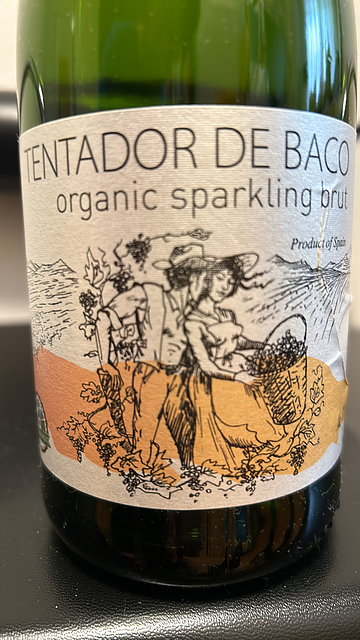 TENTADOR DE BACO
organic sparkling brut
Product of Spain